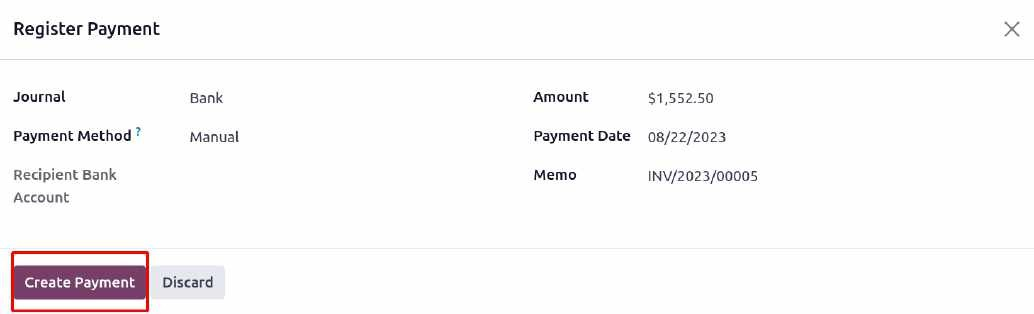 Register Payment
Journal Bank Amount $1,552.50
Payment Method ? Manual Payment Date 08/22/2023
Recipient Bank Memo INV/2023/00005
Account
Create Payment Discard